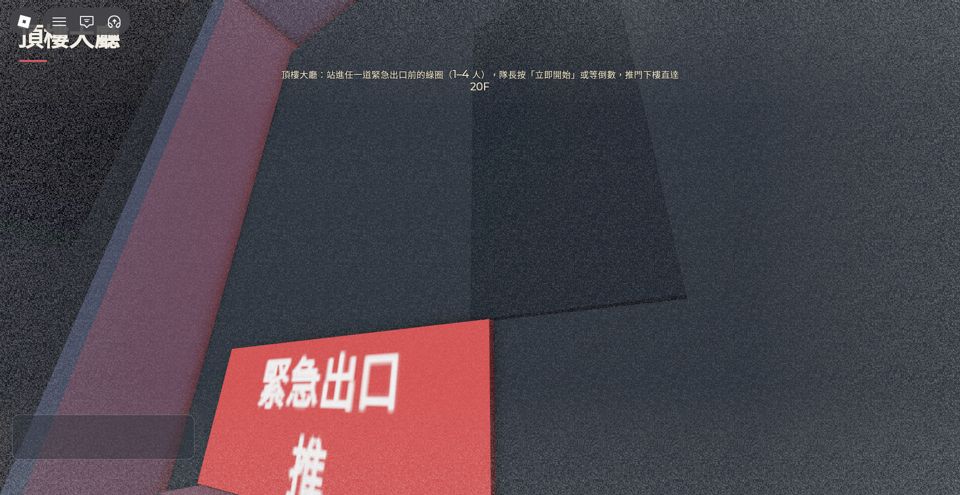 頂樓大廳
頂樓大廳：站進任一道緊急出口前的綠圈（1–4 人），隊長按「立即開始」或等倒數，推門下樓直達
20F
緊急出口
推